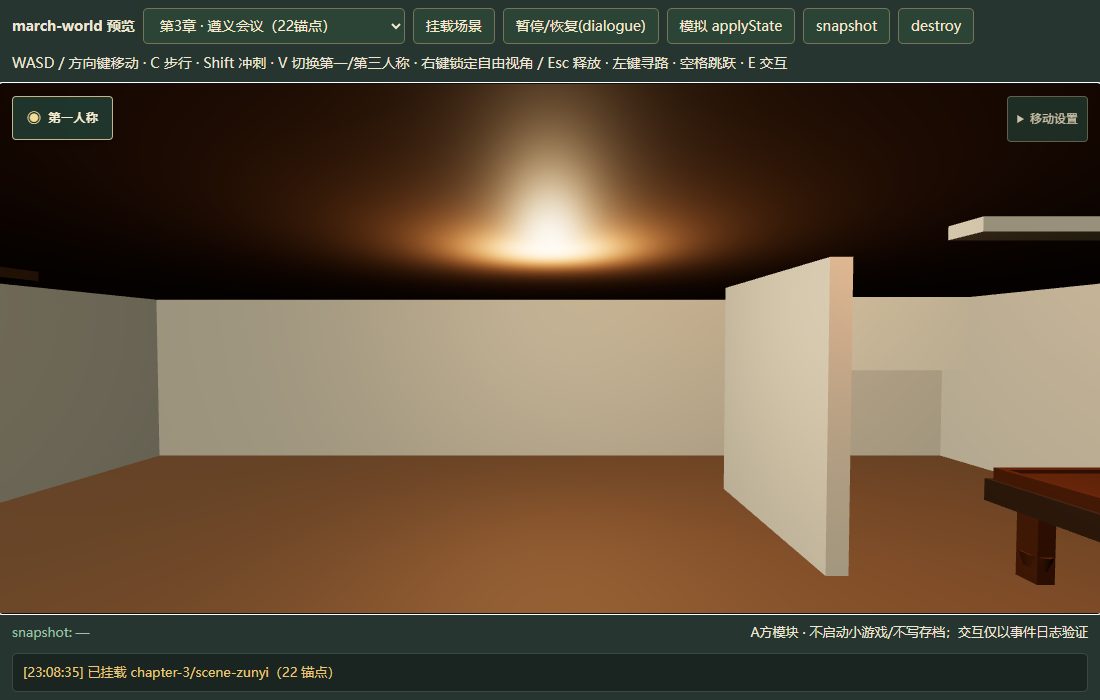 march-world 预览 第3章 · 遵义会议（22锚点） 挂载场景 暂停/恢复(dialogue) 模拟 applyState snapshot destroy
WASD / 方向键移动 · C 步行 · Shift 冲刺 · V 切换第一/第三人称 · 右键锁定自由视角 / Esc 释放 · 左键寻路 · 空格跳跃 · E 交互
第一人称
移动设置
snapshot: —
A方模块 · 不启动小游戏/不写存档；交互仅以事件日志验证
[23:08:35] 已挂载 chapter-3/scene-zunyi（22 锚点）